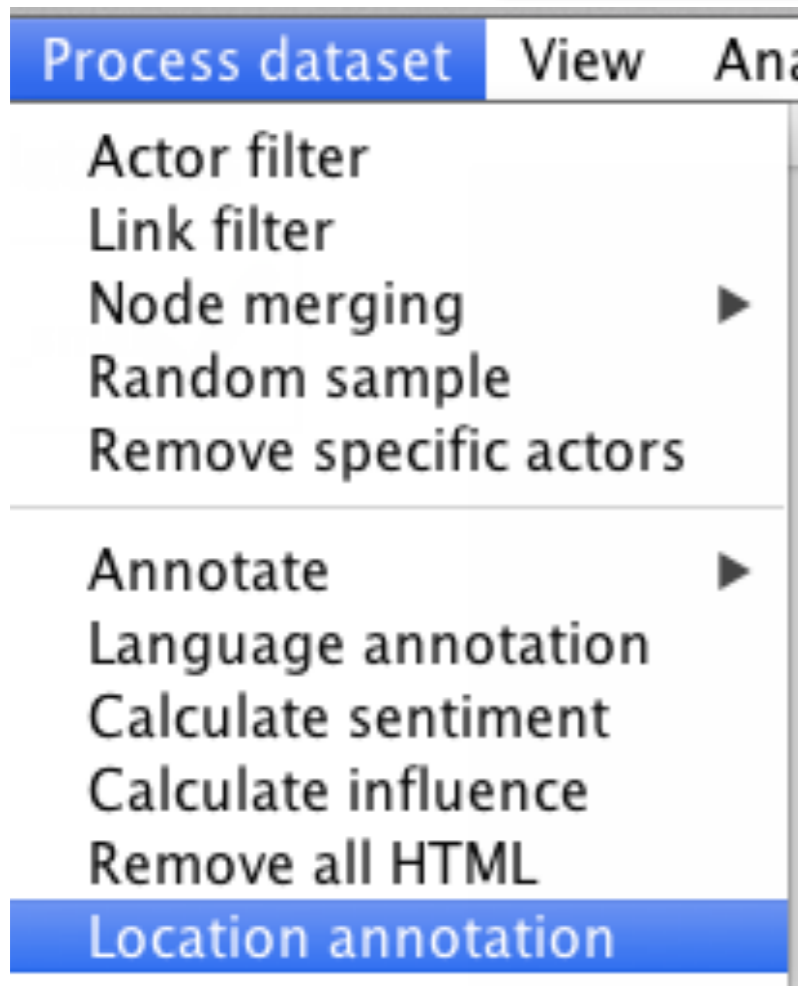 Process dataset View Ana
Actor filter
Link filter
Node merging
Random sample
Remove specific actors
Annotate
Language annotation
Calculate sentiment
Calculate influence
Remove all HTML
Location annotation